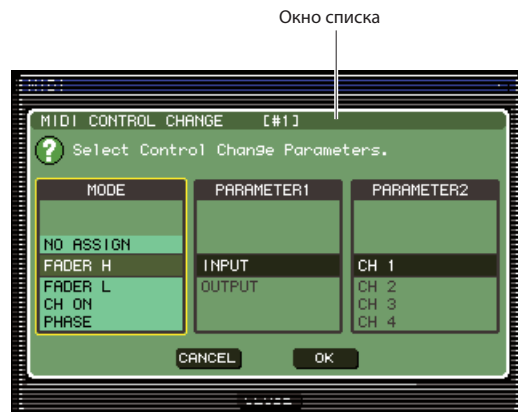 Окно списка
MIDI
MIDI CONTROL CHANGE [#1]
? Select Control Change Parameters.
MODE PARAMETER1 PARAMETER2
NO ASSIGN
FADER H INPUT CH 1
FADER L OUTPUT CH 2
CH ON CH 3
PHASE CH 4
CANCEL OK